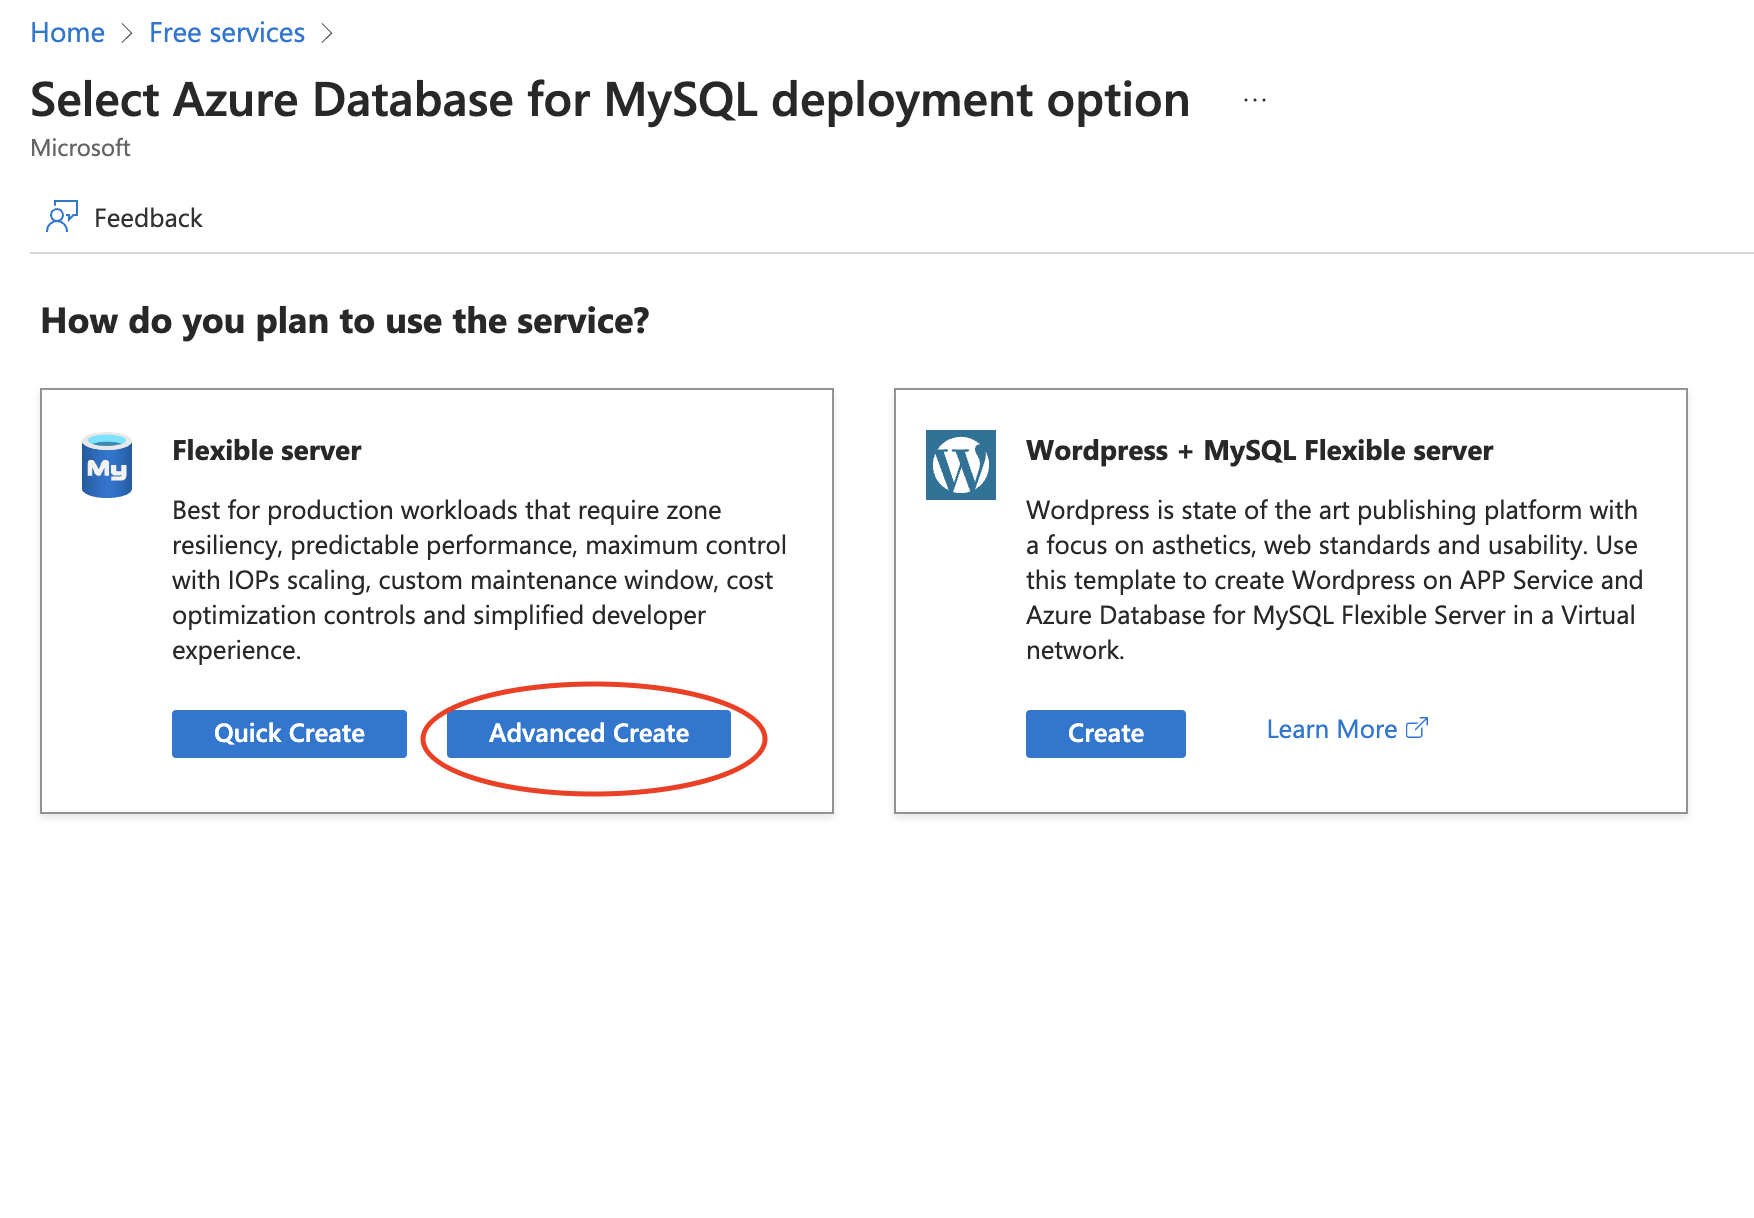 Home > Free services >
Select Azure Database for MySQL deployment option ...
Microsoft
Feedback
How do you plan to use the service?
My
Flexible server
Best for production workloads that require zone
resiliency, predictable performance, maximum control
with IOPs scaling, custom maintenance window, cost
optimization controls and simplified developer
experience.
Quick Create
Advanced Create
W
Wordpress + MySQL Flexible server
Wordpress is state of the art publishing platform with
a focus on asthetics, web standards and usability. Use
this template to create Wordpress on APP Service and
Azure Database for MySQL Flexible Server in a Virtual
network.
Create
Learn More